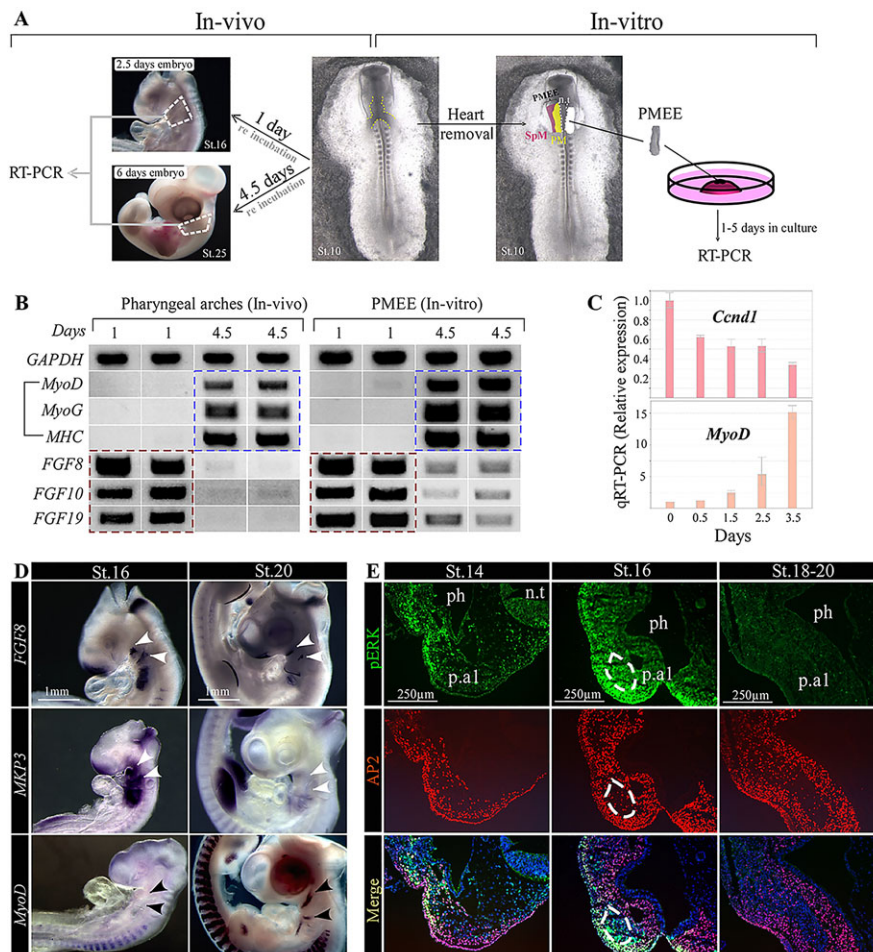 A
In-vivo
In-vitro
2.5 days embryo
St.16
1 day
re incubation
RT-PCR
6 days embryo
4.5 days
re incubation
St.25
St.10
Heart
removal
PMEE
n.t
SpM
St.10
PMEE
1-5 days in culture
RT-PCR
B
Pharyngeal arches (In-vivo)
PMEE (In-vitro)
Days
1
1
4.5
4.5
1
1
4.5
4.5
GAPDH
MyoD
MyoG
MHC
FGF8
FGF10
FGF19
C
qRT-PCR (Relative expression)
Ccnd1
1.0
0.8
0.6
0.4
0.2
MyoD
15
10
5
0
0.5
1.5
2.5
3.5
Days
D
St.16
St.20
FGF8
1mm
1mm
MKP3
MyoD
E
St.14
St.16
St.18-20
pERK
ph
n.t
p.a1
250µm
ph
p.a1
250µm
ph
p.a1
250µm
AP2
Merge